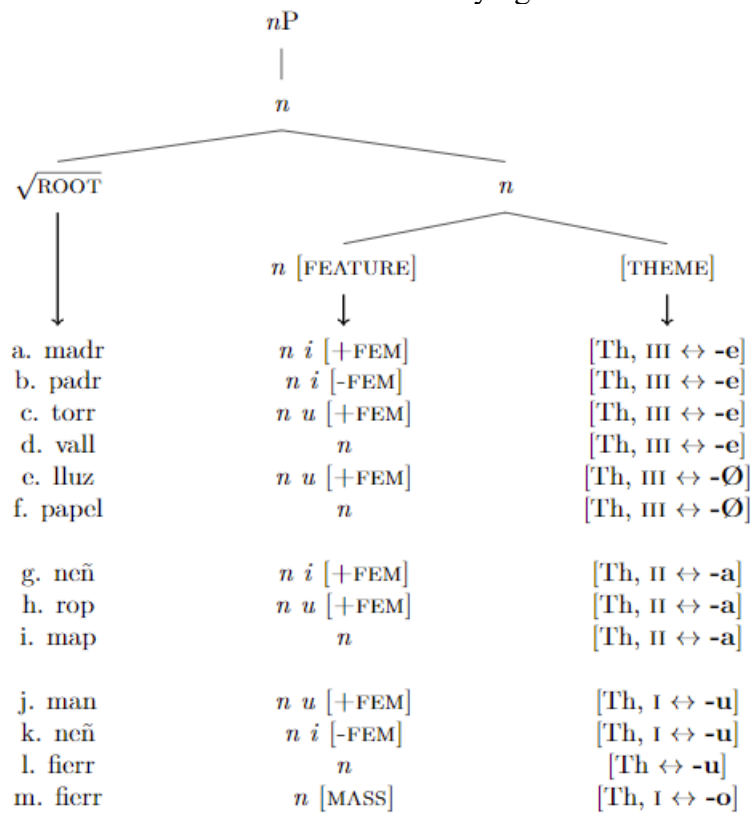 nP
n
√ROOT n
n [FEATURE] [THEME]
a. madr n i [+FEM] [Th, III ↔ -e]
b. padr n i [-FEM] [Th, III ↔ -e]
c. torr n u [+FEM] [Th, III ↔ -e]
d. vall n [Th, III ↔ -e]
e. lluz n u [+FEM] [Th, III ↔ -Ø]
f. papel n [Th, III ↔ -Ø]
g. neñ n i [+FEM] [Th, II ↔ -a]
h. rop n u [+FEM] [Th, II ↔ -a]
i. map n [Th, II ↔ -a]
j. man n u [+FEM] [Th, I ↔ -u]
k. neñ n i [-FEM] [Th, I ↔ -u]
l. fierr n [Th ↔ -u]
m. fierr n [MASS] [Th, I ↔ -o]